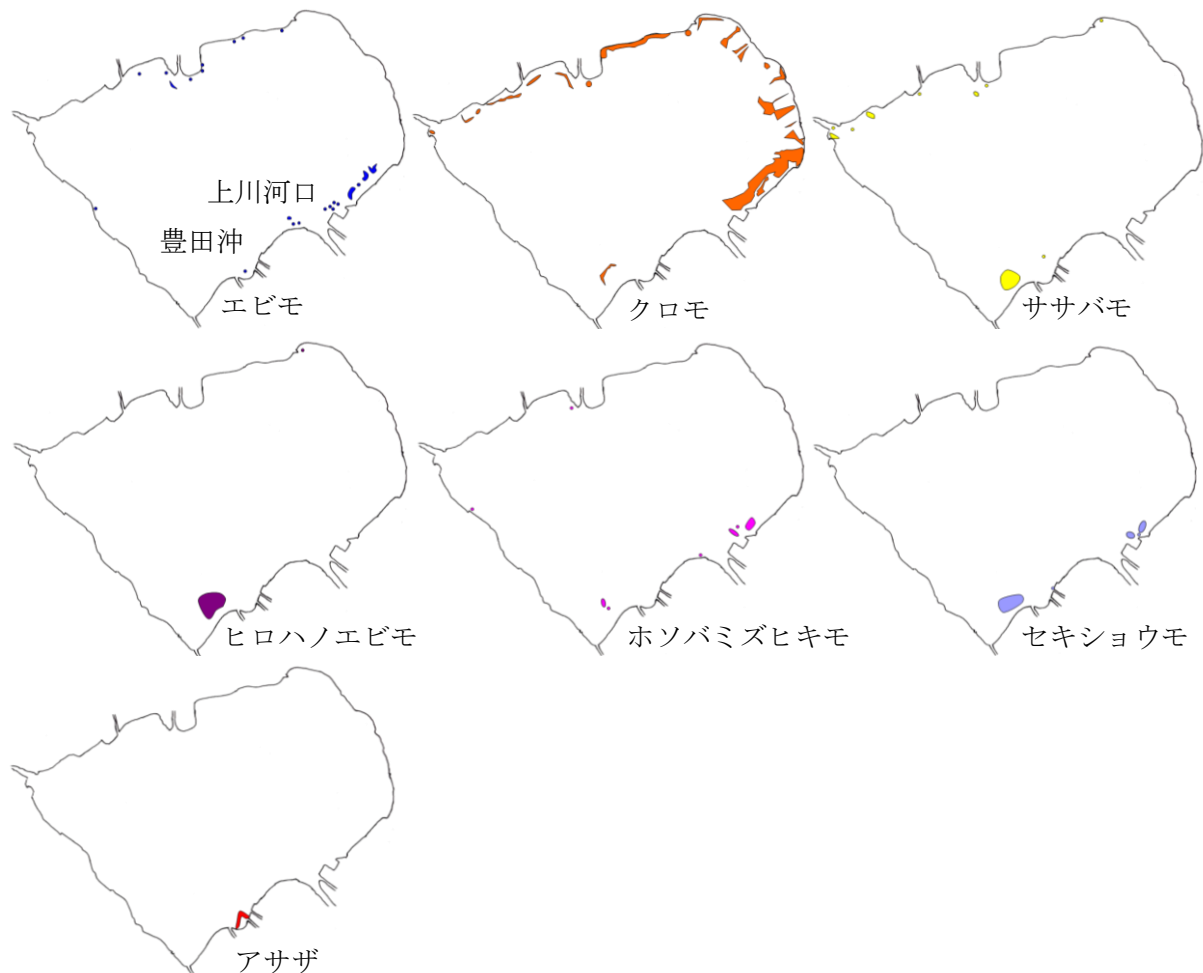 上川河口
豊田沖
エビモ
クロモ
ササバモ
ヒロハノエビモ
ホソバミズヒキモ
セキショウモ
アサザ